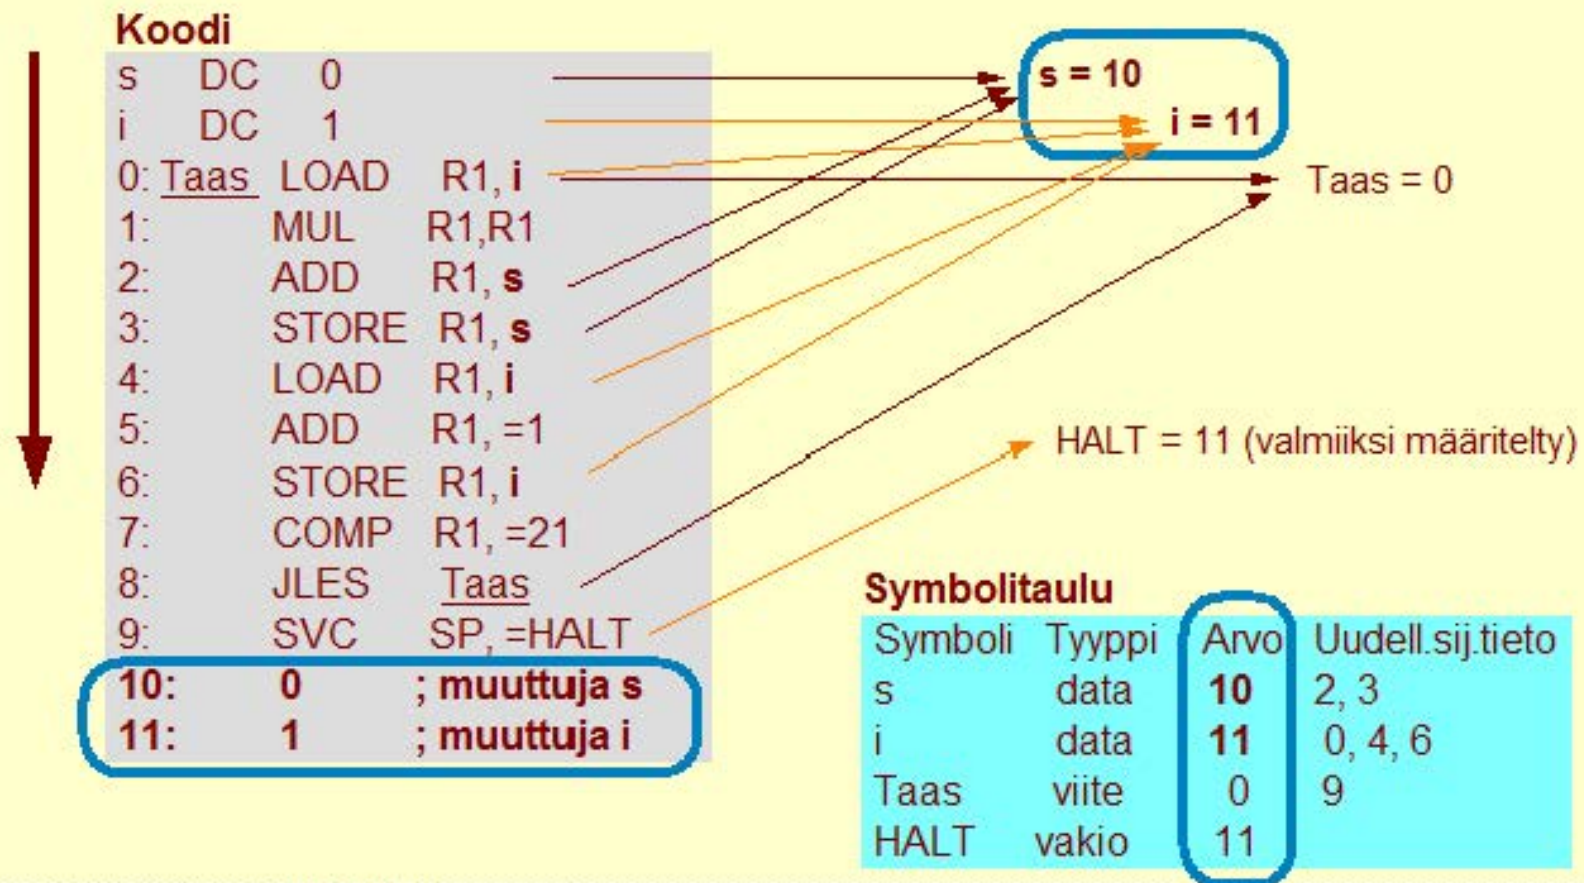 Koodi
s DC 0
i DC 1
0: Taas LOAD R1, i
1: MUL R1,R1
2: ADD R1, s
3: STORE R1, s
4: LOAD R1, i
5: ADD R1, =1
6: STORE R1, i
7: COMP R1, =21
8: JLES Taas
9: SVC SP, =HALT
10: 0 ; muuttuja s
11: 1 ; muuttuja i
s = 10
i = 11
Taas = 0
HALT = 11 (valmiiksi määritelty)
Symbolitaulu
Symboli Tyyppi Arvo Uudell.sij.tieto
s data 10 2, 3
i data 11 0, 4, 6
Taas viite 0 9
HALT vakio 11